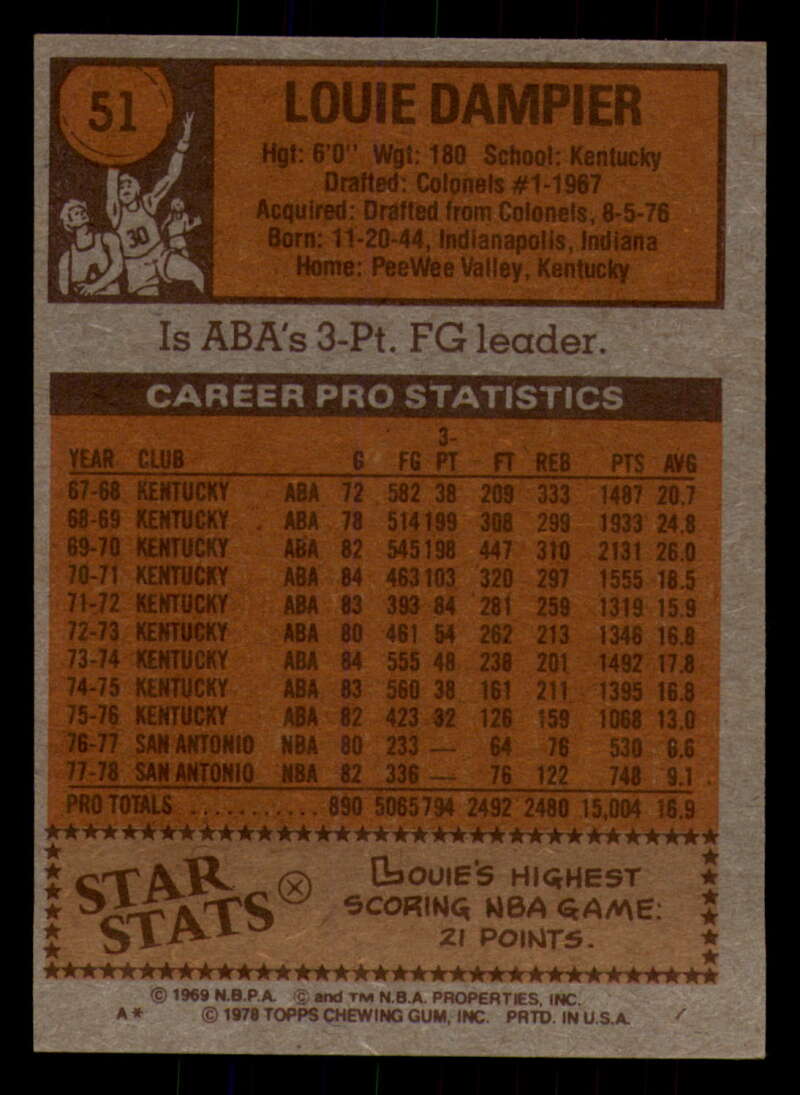 51
LOUIE DAMPIER
Hgt: 6'0" Wgt: 180 School: Kentucky
Drafted: Colonels #1-1967
Acquired: Drafted from Colonels, 8-5-76
Born: 11-20-44, Indianapolis, Indiana
Home: PeeWee Valley, Kentucky
30
Is ABA's 3-Pt. FG leader.
CAREER PRO STATISTICS
3-
YEAR CLUB G FG PT FT REB PTS AVG
67-68 KENTUCKY ABA 72 582 38 209 333 1487 20.7
68-69 KENTUCKY ABA 78 514 199 308 299 1933 24.8
69-70 KENTUCKY ABA 82 545 198 447 310 2131 26.0
70-71 KENTUCKY ABA 84 463 103 320 297 1555 18.5
71-72 KENTUCKY ABA 83 393 84 281 259 1319 15.9
72-73 KENTUCKY ABA 80 461 54 262 213 1346 16.8
73-74 KENTUCKY ABA 84 555 48 238 201 1492 17.8
74-75 KENTUCKY ABA 83 560 38 161 211 1395 16.8
75-76 KENTUCKY ABA 82 423 32 126 159 1068 13.0
76-77 SAN ANTONIO NBA 80 233 — 64 76 530 6.6
77-78 SAN ANTONIO NBA 82 336 — 76 122 748 9.1
PRO TOTALS ............ 890 5065 794 2492 2480 15,004 16.9
STAR STATS
LOUIE'S HIGHEST
SCORING NBA GAME:
21 POINTS.
© 1969 N.B.P.A. © and TM N.B.A. PROPERTIES, INC.
A* © 1978 TOPPS CHEWING GUM, INC. PRTD. IN U.S.A.